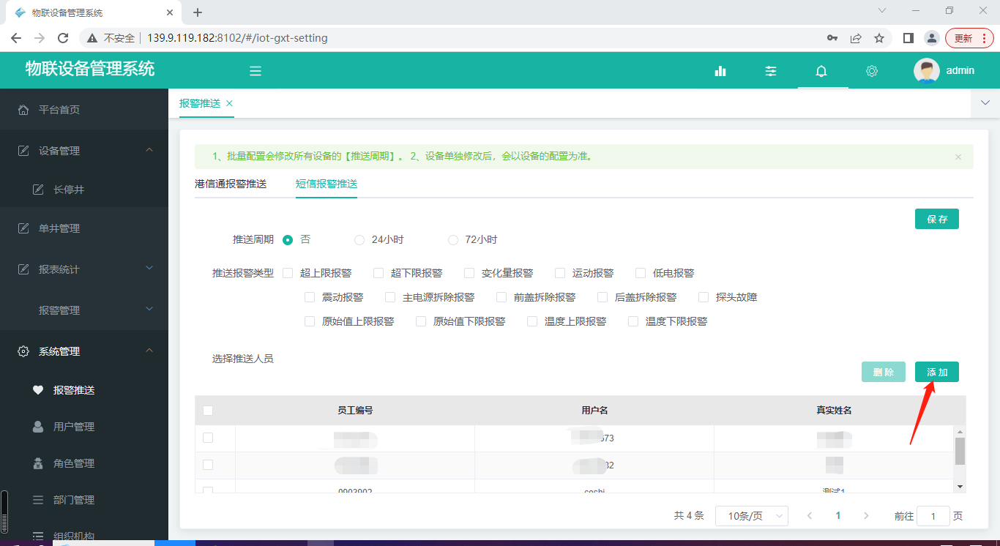 物联设备管理系统
不安全 139.9.119.182:8102/#/iot-gxt-setting 更新
物联设备管理系统 admin
平台首页
设备管理
长停井
单井管理
报表统计
报警管理
系统管理
报警推送
用户管理
角色管理
部门管理
组织机构
报警推送
1、批量配置会修改所有设备的【推送周期】。 2、设备单独修改后，会以设备的配置为准。
港信通报警推送 短信报警推送
保存
推送周期 否 24小时 72小时
推送报警类型 超上限报警 超下限报警 变化量报警 运动报警 低电报警
震动报警 主电源拆除报警 前盖拆除报警 后盖拆除报警 探头故障
原始值上限报警 原始值下限报警 温度上限报警 温度下限报警
选择推送人员
删除 添加
员工编号 用户名 真实姓名
673
32
0903902 ceshi 测试1
共 4 条 10条/页 1 前往 1 页